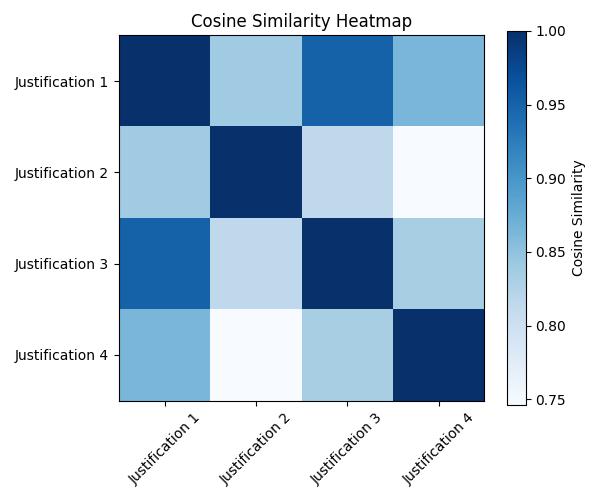 Cosine Similarity Heatmap
Justification 1
Justification 2
Justification 3
Justification 4
Justification 1
Justification 2
Justification 3
Justification 4
1.00
0.95
0.90
0.85
0.80
0.75
Cosine Similarity